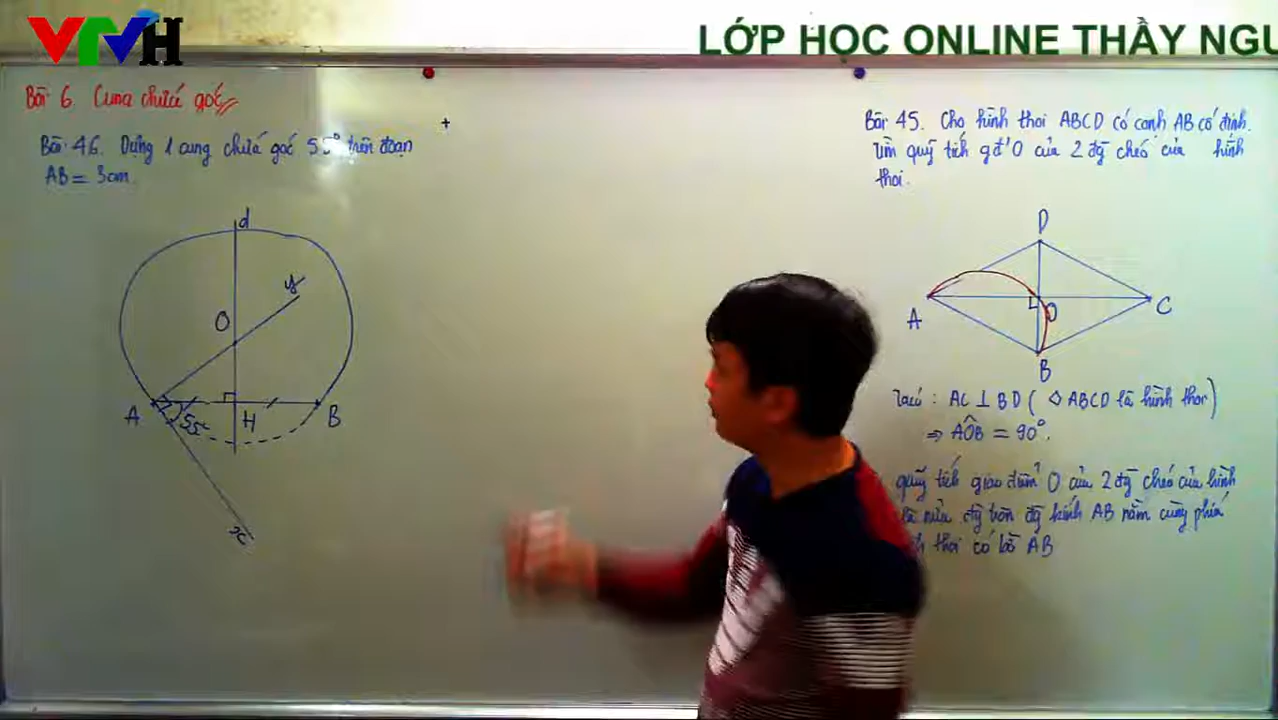 VTVH
LỚP HỌC ONLINE THẦY NGU
Bài 6. Cung chứa góc
Bài 46. Dựng 1 cung chứa góc 55° trên đoạn
AB = 3cm.
d
y
O
A
55°
H
B
x
Bài 45. Cho hình thoi ABCD có cạnh AB cố định.
Tìm quỹ tích gđ' O của 2 đg chéo của hình
thoi.
D
A
O
C
B
Ta có: AC ⊥ BD (◇ABCD là hình thoi)
⇒ AÔB = 90°.
quỹ tích giao điểm O của 2 đg chéo của hình
là nửa đg tròn đg kính AB nằm cùng phía
thoi có bờ AB